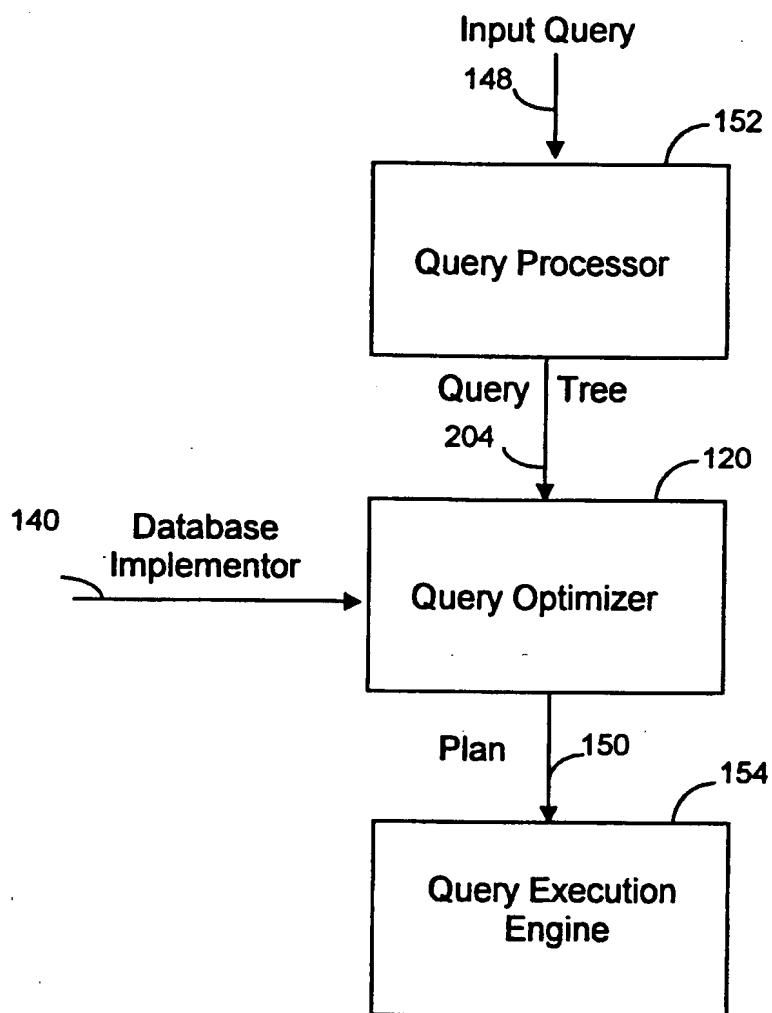 Input Query
148
152
Query Processor
Query Tree
204
120
140
Database
Implementor
Query Optimizer
Plan
150
154
Query Execution
Engine